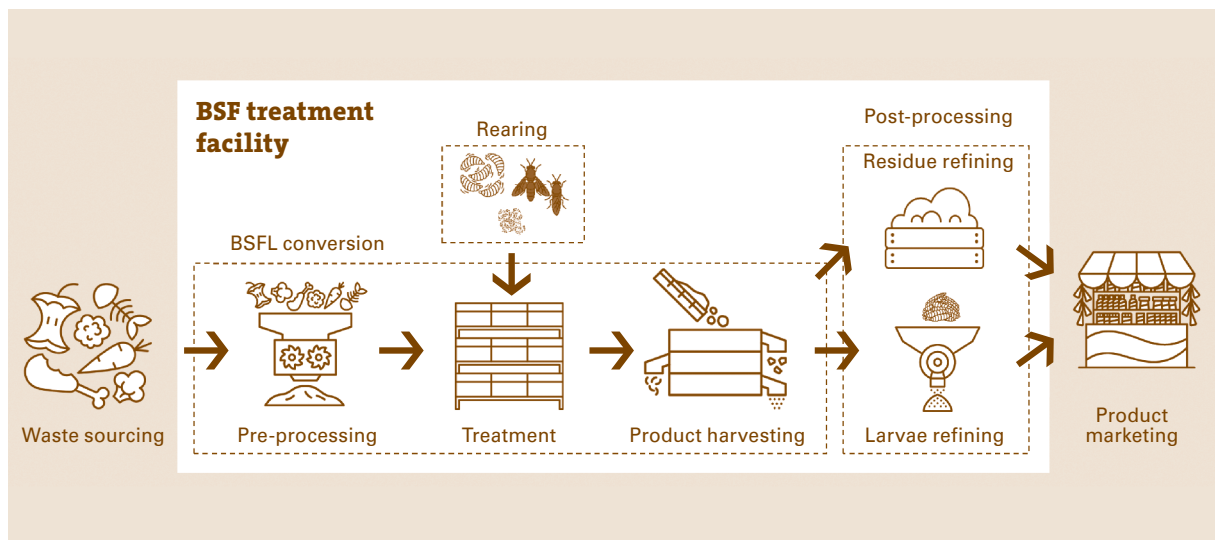 BSF treatment
facility
Rearing
Post-processing
Residue refining
BSFL conversion
Waste sourcing
Pre-processing
Treatment
Product harvesting
Larvae refining
Product
marketing